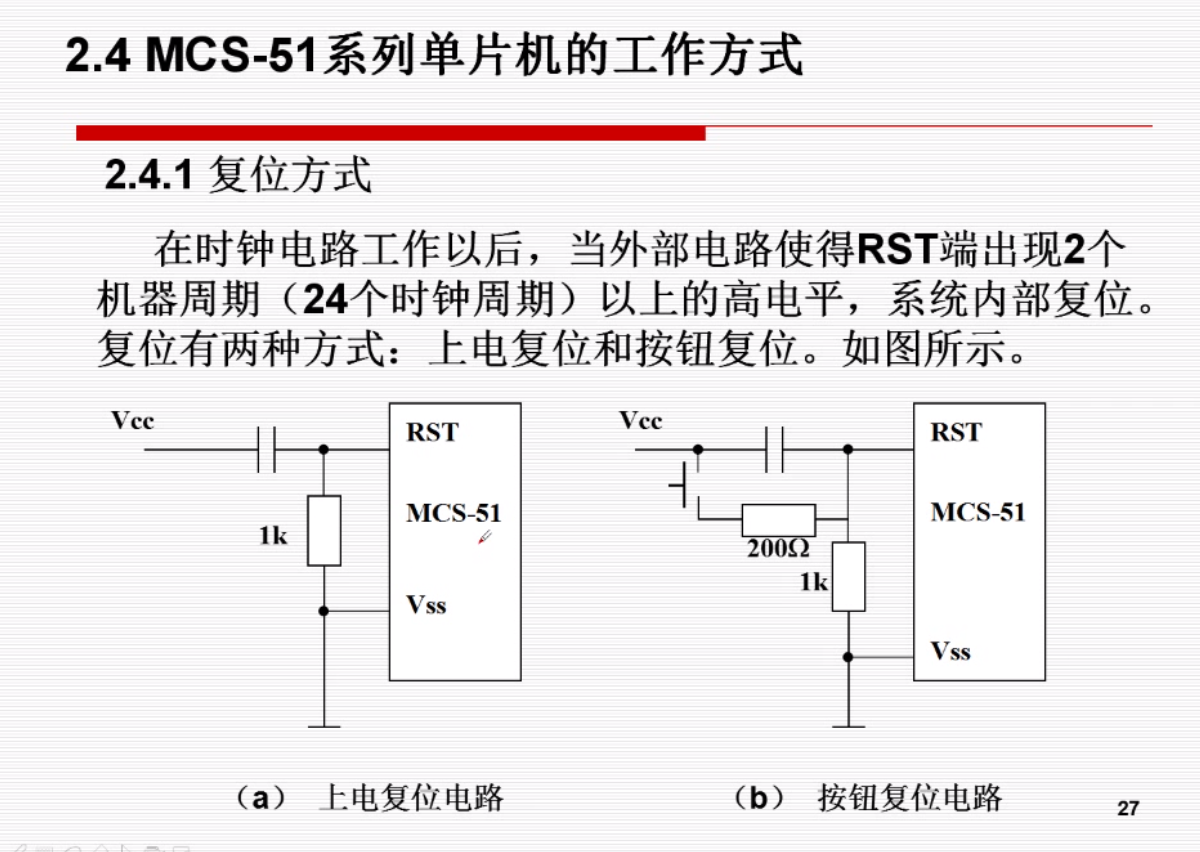 2.4 MCS-51系列单片机的工作方式
2.4.1 复位方式
在时钟电路工作以后，当外部电路使得RST端出现2个
机器周期（24个时钟周期）以上的高电平，系统内部复位。
复位有两种方式：上电复位和按钮复位。如图所示。
Vcc
RST
MCS-51
1k
Vss
Vcc
RST
MCS-51
200Ω
1k
Vss
（a） 上电复位电路
（b） 按钮复位电路
27